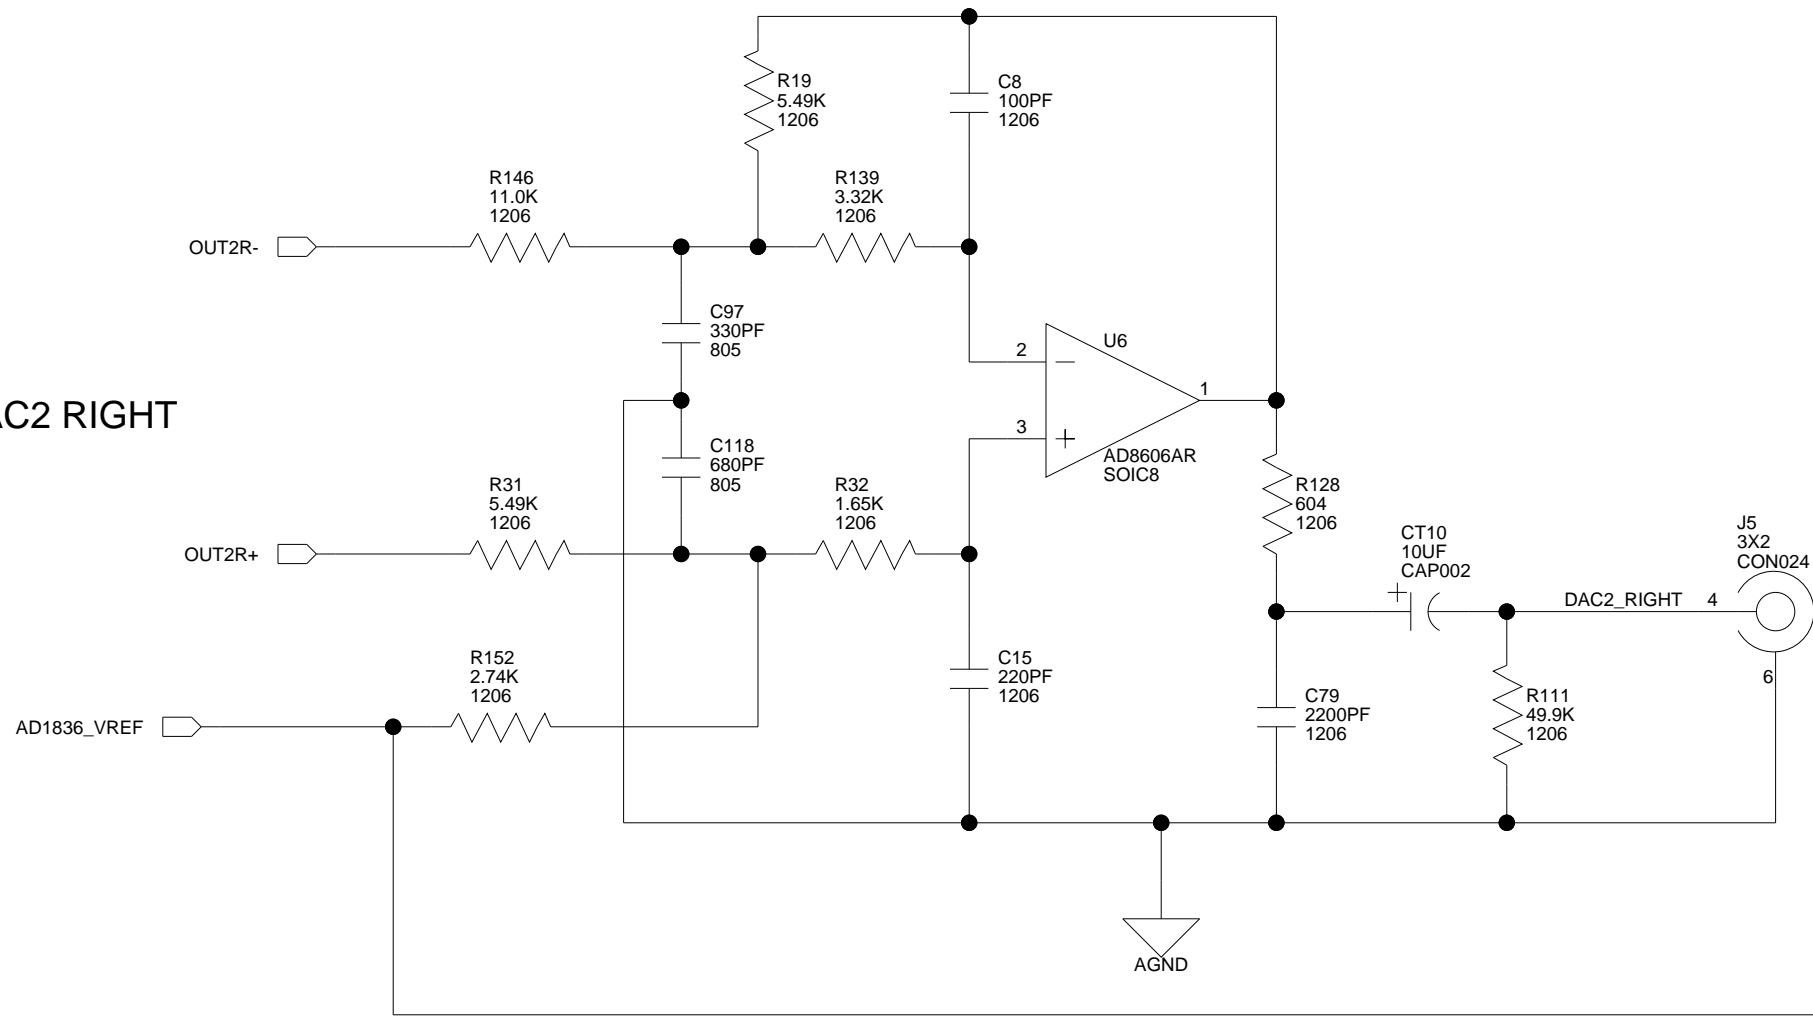 R19
5.49K
1206
C8
100PF
1206
R146
11.0K
1206
R139
3.32K
1206
OUT2R-
C97
330PF
805
2
U6
1
AC2 RIGHT
3
C118
680PF
805
AD8606AR
SOIC8
R31
5.49K
1206
R32
1.65K
1206
R128
604
1206
OUT2R+
CT10
10UF
CAP002
J5
3X2
CON024
DAC2_RIGHT
4
R152
2.74K
1206
C15
220PF
1206
6
AD1836_VREF
C79
2200PF
1206
R111
49.9K
1206
AGND